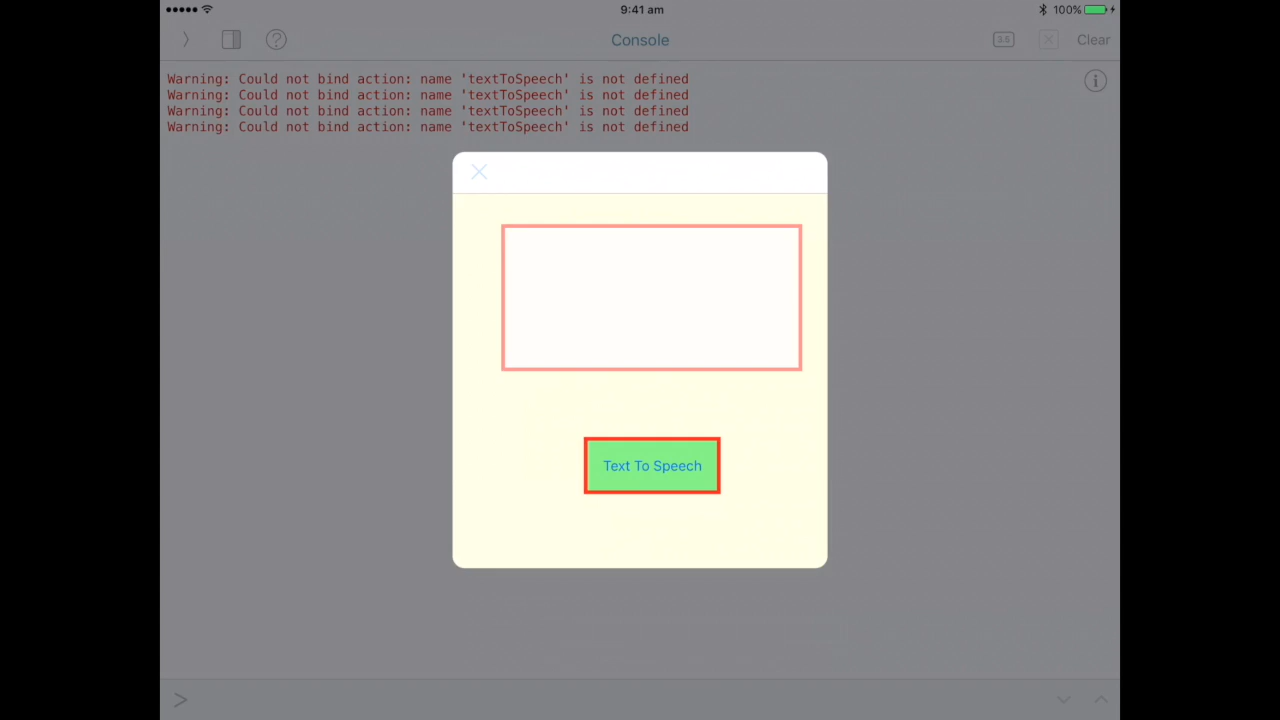 9:41 am
100%
Console
3.5
Clear
Warning: Could not bind action: name 'textToSpeech' is not defined
Warning: Could not bind action: name 'textToSpeech' is not defined
Warning: Could not bind action: name 'textToSpeech' is not defined
Warning: Could not bind action: name 'textToSpeech' is not defined
Text To Speech
>